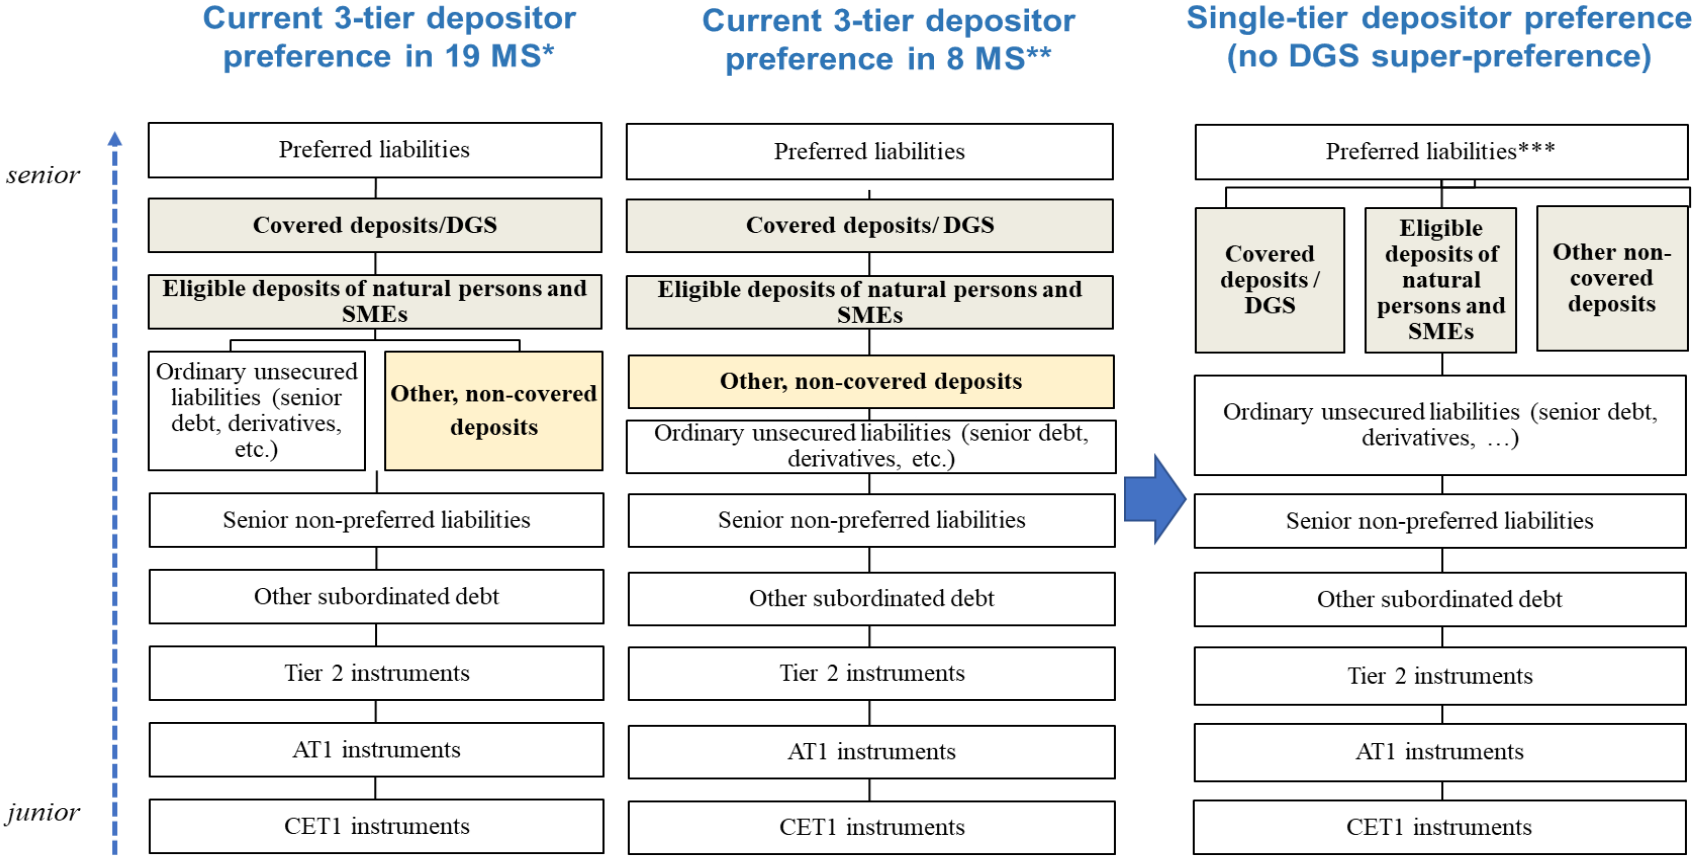 Current 3-tier depositor
preference in 19 MS*
Current 3-tier depositor
preference in 8 MS**
Single-tier depositor preference
(no DGS super-preference)
senior
junior
Preferred liabilities
Covered deposits/DGS
Eligible deposits of natural persons and
SMEs
Ordinary unsecured
liabilities (senior
debt, derivatives,
etc.)
Other, non-covered
deposits
Senior non-preferred liabilities
Other subordinated debt
Tier 2 instruments
AT1 instruments
CET1 instruments
Preferred liabilities
Covered deposits/ DGS
Eligible deposits of natural persons and
SMEs
Other, non-covered deposits
Ordinary unsecured liabilities (senior debt,
derivatives, etc.)
Senior non-preferred liabilities
Other subordinated debt
Tier 2 instruments
AT1 instruments
CET1 instruments
Preferred liabilities***
Covered
deposits /
DGS
Eligible
deposits of
natural
persons and
SMEs
Other non-
covered
deposits
Ordinary unsecured liabilities (senior debt,
derivatives, …)
Senior non-preferred liabilities
Other subordinated debt
Tier 2 instruments
AT1 instruments
CET1 instruments